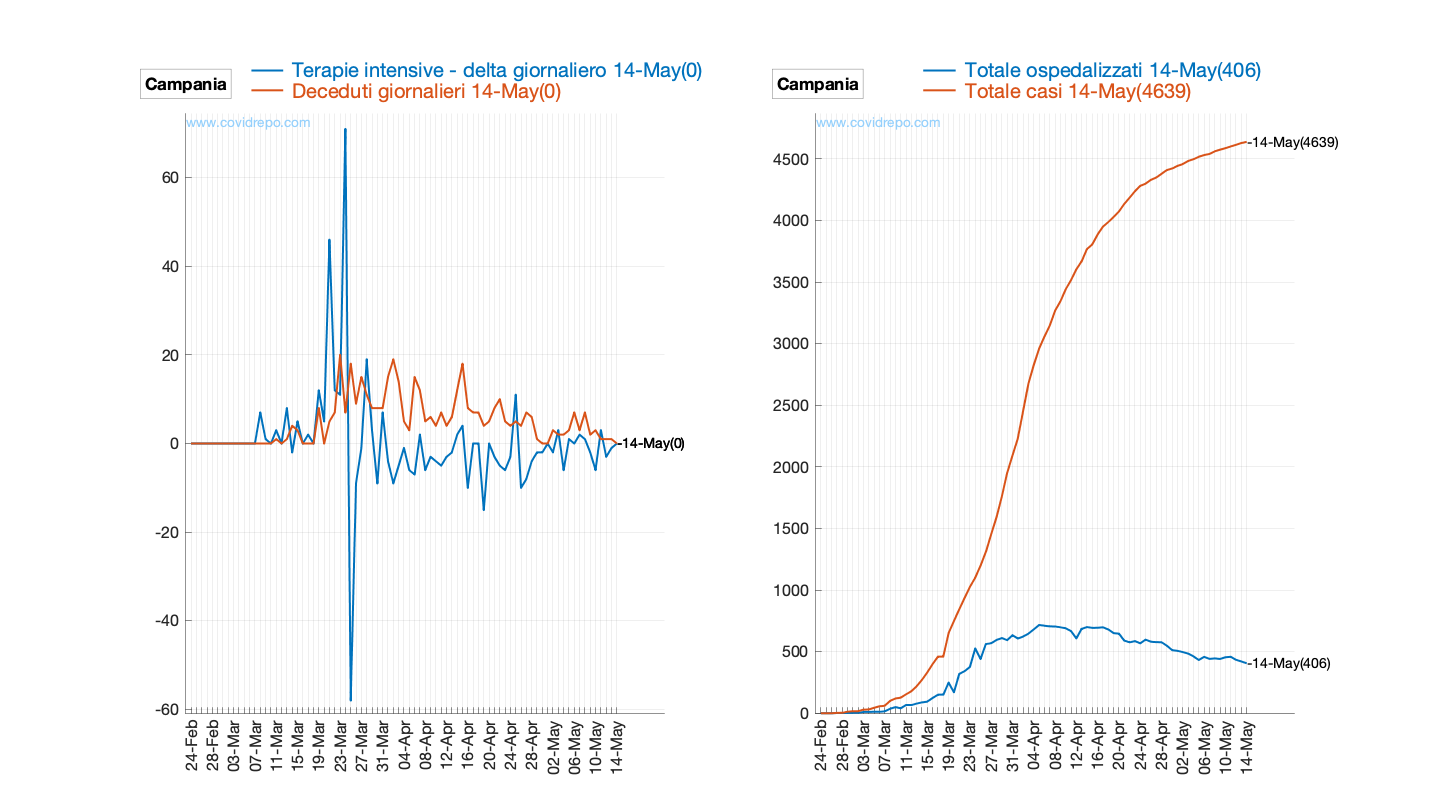 Campania
Terapie intensive - delta giornaliero 14-May(0)
Deceduti giornalieri 14-May(0)
www.covidrepo.com
60
40
20
0
-20
-40
-60
-14-May(0)
24-Feb
28-Feb
03-Mar
07-Mar
11-Mar
15-Mar
19-Mar
23-Mar
27-Mar
31-Mar
04-Apr
08-Apr
12-Apr
16-Apr
20-Apr
24-Apr
28-Apr
02-May
06-May
10-May
14-May
Campania
Totale ospedalizzati 14-May(406)
Totale casi 14-May(4639)
www.covidrepo.com
4500
4000
3500
3000
2500
2000
1500
1000
500
0
-14-May(4639)
-14-May(406)
24-Feb
28-Feb
03-Mar
07-Mar
11-Mar
15-Mar
19-Mar
23-Mar
27-Mar
31-Mar
04-Apr
08-Apr
12-Apr
16-Apr
20-Apr
24-Apr
28-Apr
02-May
06-May
10-May
14-May